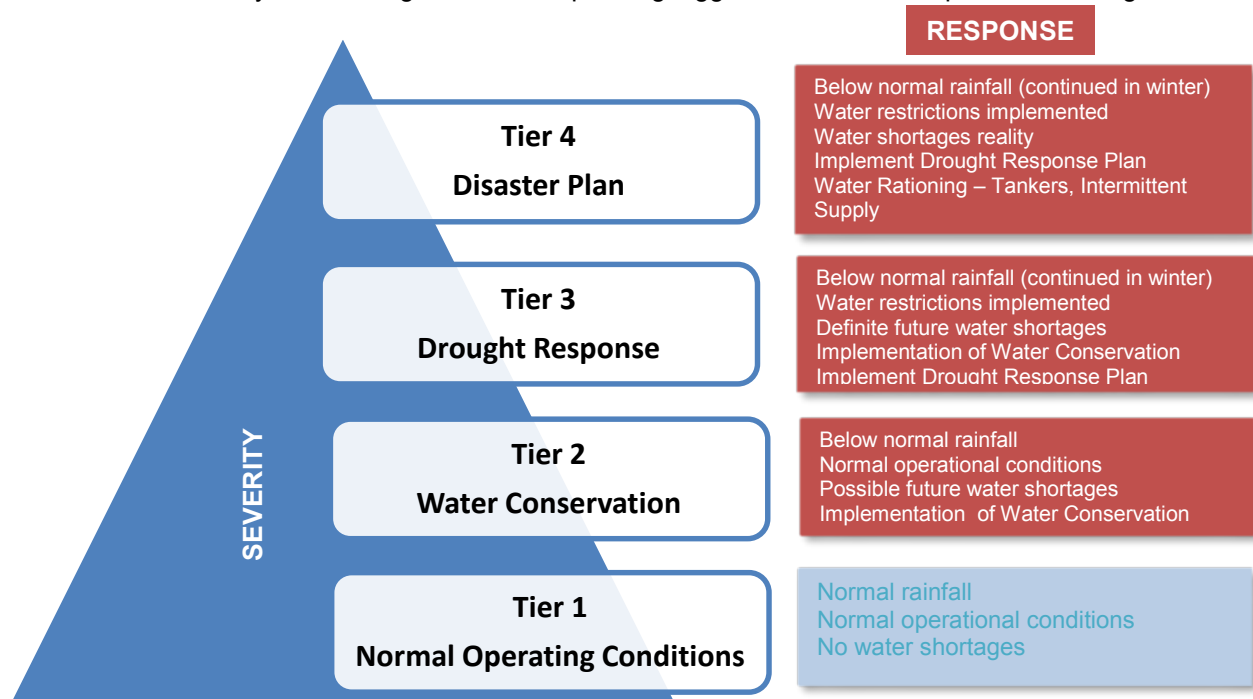 RESPONSE
Tier 4
Disaster Plan
Below normal rainfall (continued in winter)
Water restrictions implemented
Water shortages reality
Implement Drought Response Plan
Water Rationing – Tankers, Intermittent
Supply
Tier 3
Drought Response
Below normal rainfall (continued in winter)
Water restrictions implemented
Definite future water shortages
Implementation of Water Conservation
Implement Drought Response Plan
SEVERITY
Tier 2
Water Conservation
Below normal rainfall
Normal operational conditions
Possible future water shortages
Implementation of Water Conservation
Tier 1
Normal Operating Conditions
Normal rainfall
Normal operational conditions
No water shortages